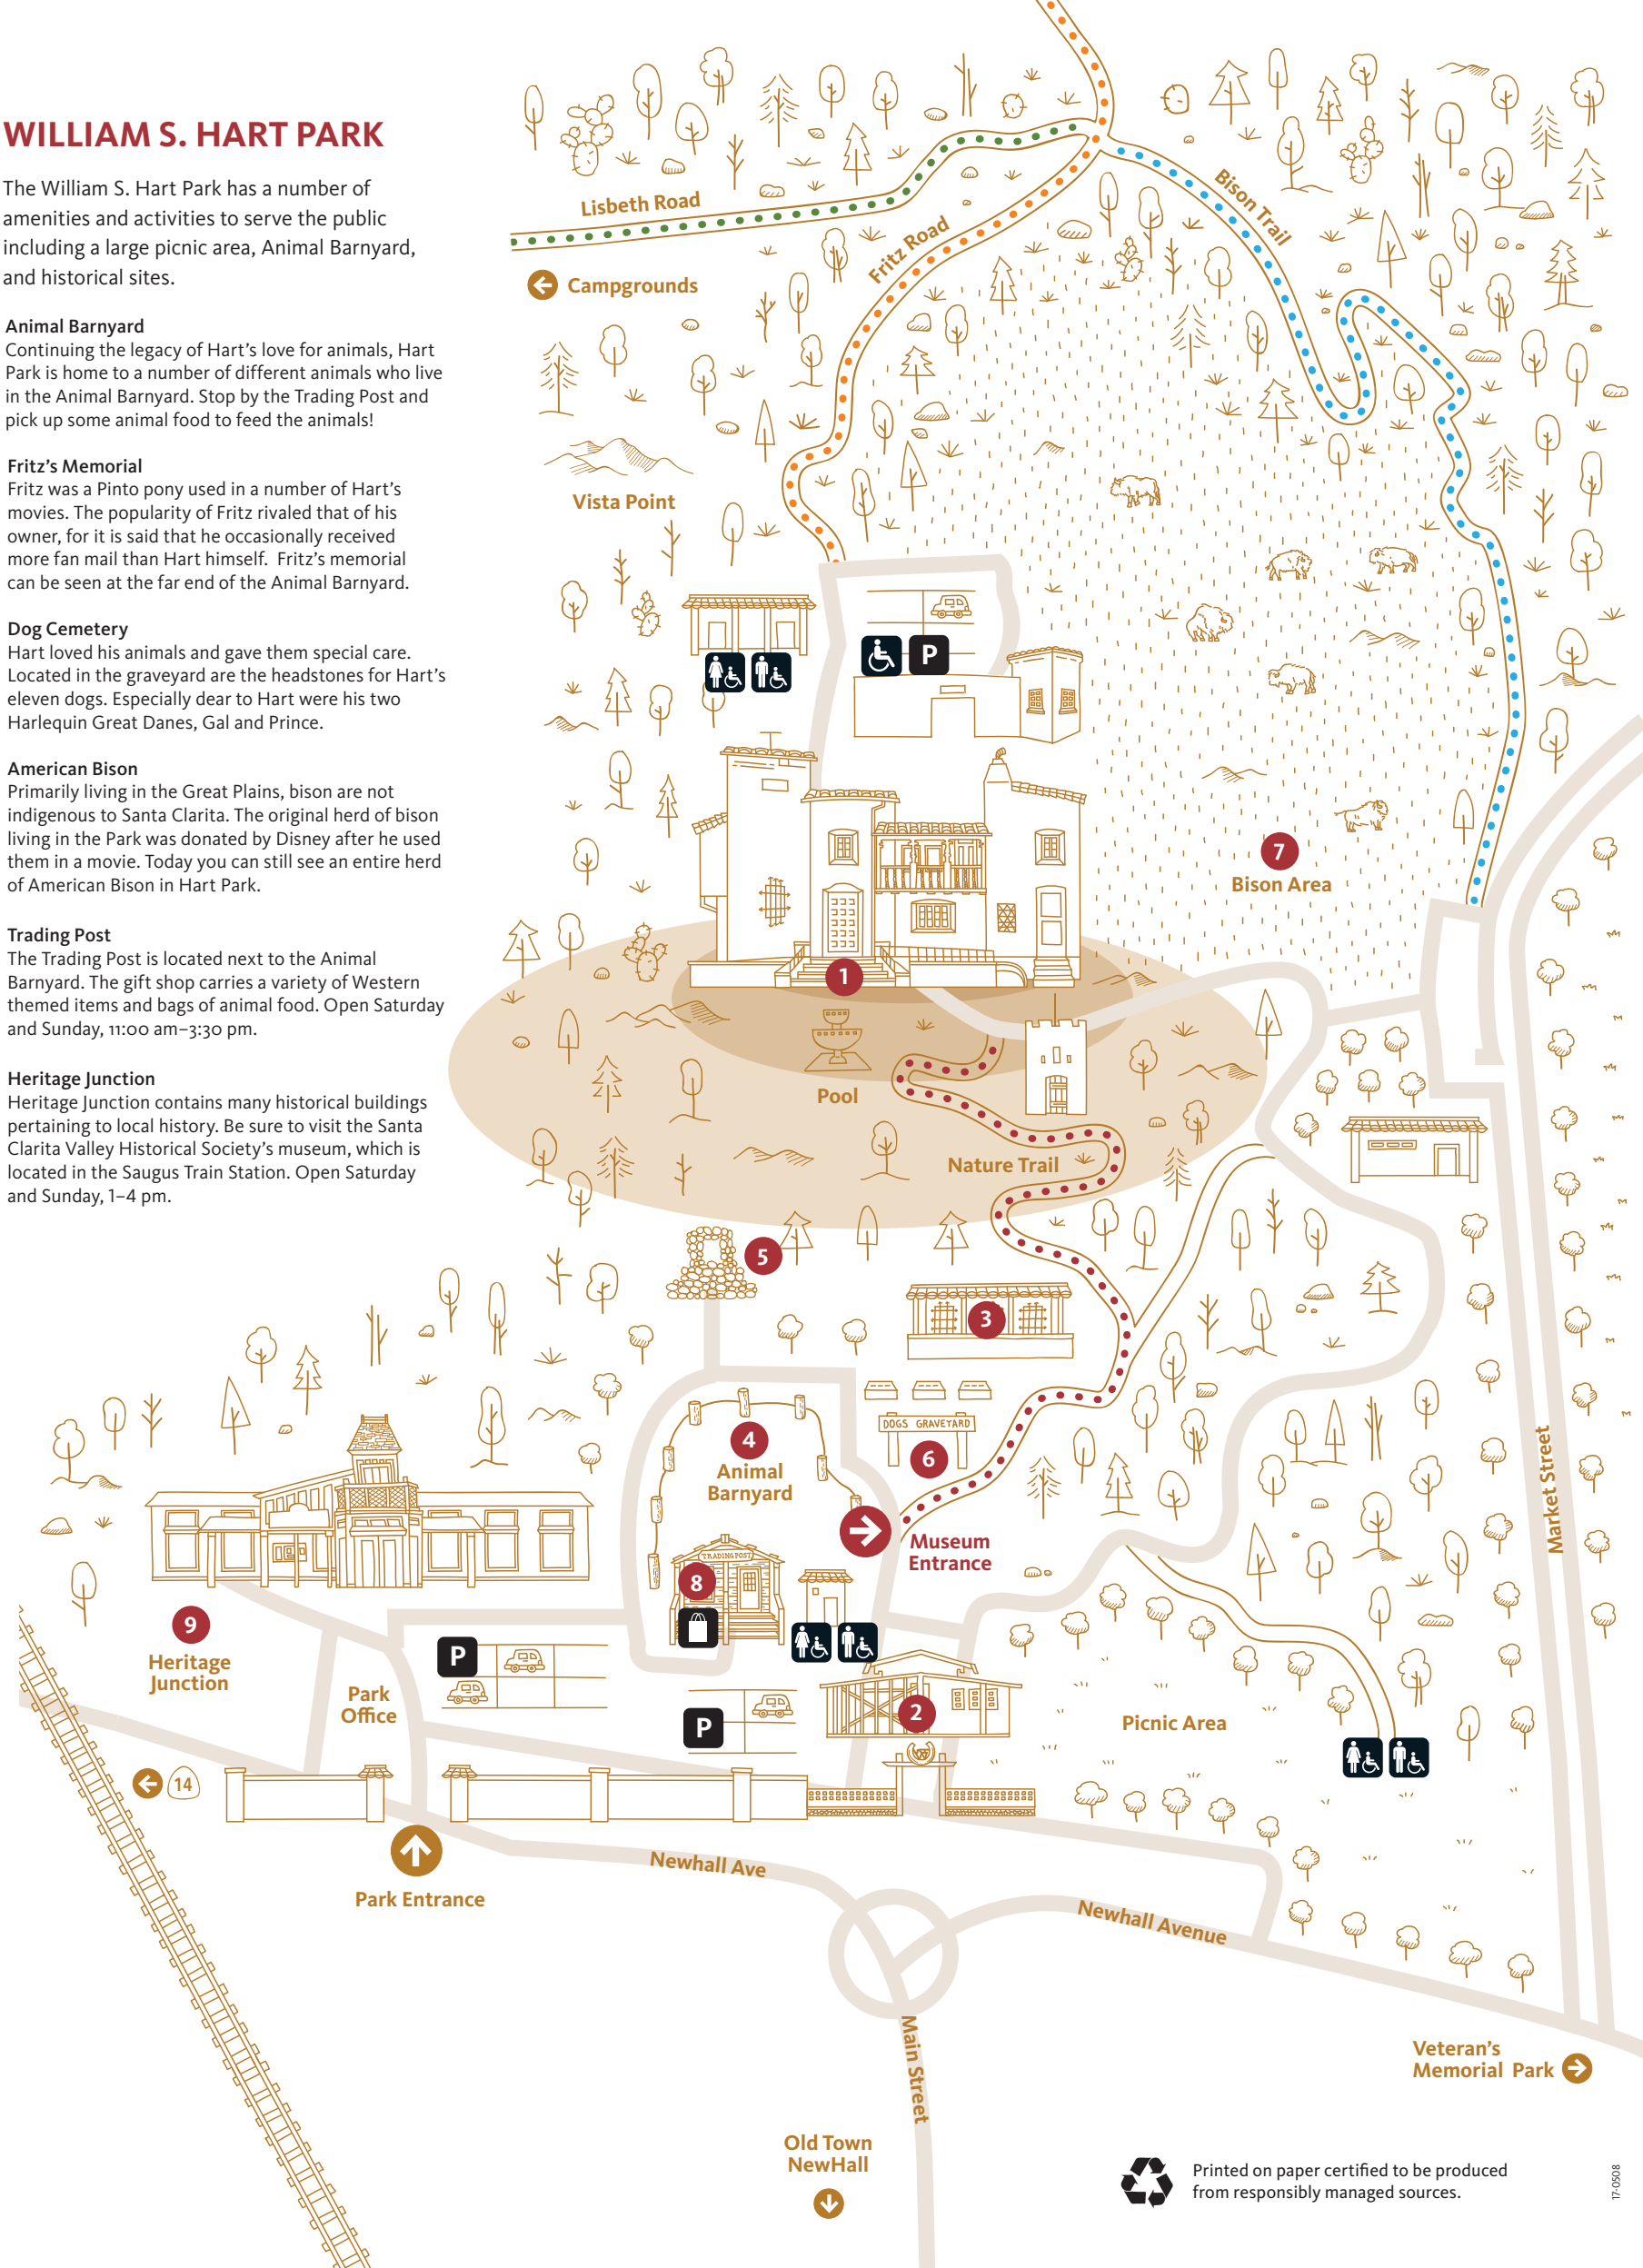 WILLIAM S. HART PARK
The William S. Hart Park has a number of
amenities and activities to serve the public
including a large picnic area, Animal Barnyard,
and historical sites.
Animal Barnyard
Continuing the legacy of Hart’s love for animals, Hart
Park is home to a number of different animals who live
in the Animal Barnyard. Stop by the Trading Post and
pick up some animal food to feed the animals!
Fritz’s Memorial
Fritz was a Pinto pony used in a number of Hart’s
movies. The popularity of Fritz rivaled that of his
owner, for it is said that he occasionally received
more fan mail than Hart himself.  Fritz’s memorial
can be seen at the far end of the Animal Barnyard.
Dog Cemetery
Hart loved his animals and gave them special care.
Located in the graveyard are the headstones for Hart’s
eleven dogs. Especially dear to Hart were his two
Harlequin Great Danes, Gal and Prince.
American Bison
Primarily living in the Great Plains, bison are not
indigenous to Santa Clarita. The original herd of bison
living in the Park was donated by Disney after he used
them in a movie. Today you can still see an entire herd
of American Bison in Hart Park.
Trading Post
The Trading Post is located next to the Animal
Barnyard. The gift shop carries a variety of Western
themed items and bags of animal food. Open Saturday
and Sunday, 11:00 am–3:30 pm.
Heritage Junction
Heritage Junction contains many historical buildings
pertaining to local history. Be sure to visit the Santa
Clarita Valley Historical Society’s museum, which is
located in the Saugus Train Station. Open Saturday
and Sunday, 1–4 pm.
Lisbeth Road
Fritz Road
Bison Trail
Campgrounds
Vista Point
P
7
Bison Area
1
Pool
Nature Trail
5
3
DOGS GRAVEYARD
6
4
Animal
Barnyard
Museum
Entrance
TRADING POST
8
Market Street
9
Heritage
Junction
P
Park
Office
P
2
Picnic Area
14
Park Entrance
Newhall Ave
Newhall Avenue
Main Street
Veteran’s
Memorial Park
Old Town
NewHall
Printed on paper certified to be produced
from responsibly managed sources.
17-0508